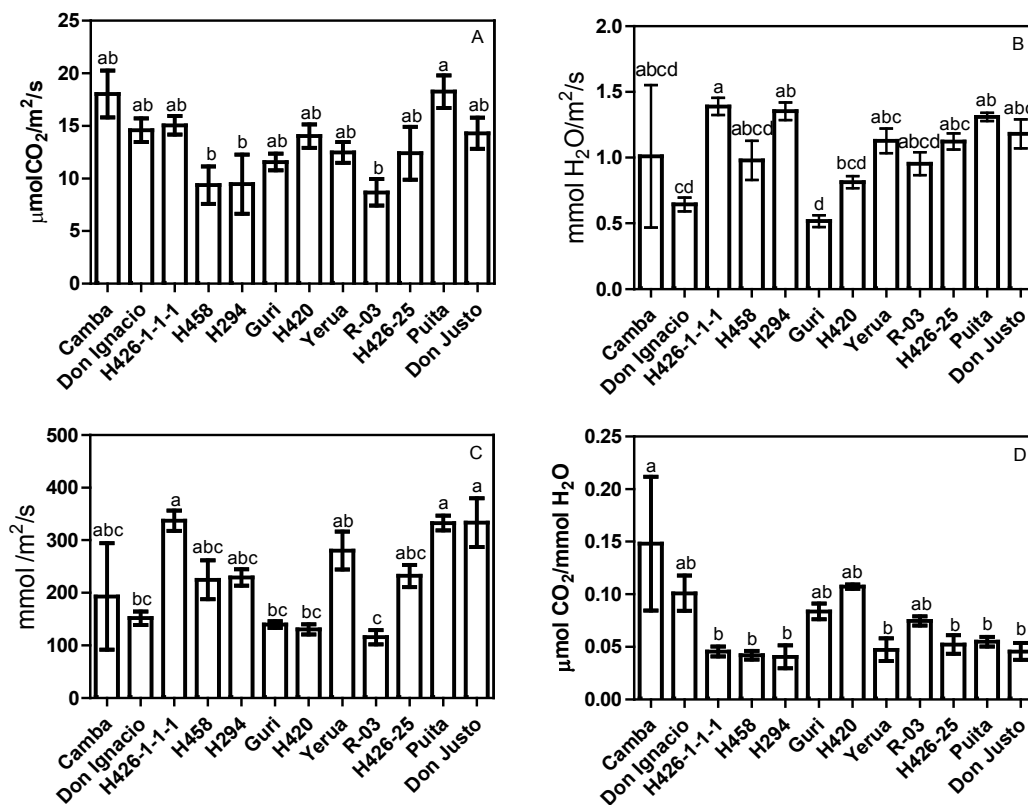 A
μmolCO2/m2/s
25
20
15
10
5
0
ab ab ab b b ab ab ab b ab a ab
Camba Don Ignacio H426-1-1-1 H458 H294 Guri H420 Yerua R-03 H426-25 Puita Don Justo
B
mmol H2O/m2/s
2.0
1.5
1.0
0.5
0.0
abcd cd a abcd ab d bcd abc abcd abc ab abc
Camba Don Ignacio H426-1-1-1 H458 H294 Guri H420 Yerua R-03 H426-25 Puita Don Justo
C
mmol /m2/s
500
400
300
200
100
0
abc bc a abc abc bc bc ab c abc a a
Camba Don Ignacio H426-1-1-1 H458 H294 Guri H420 Yerua R-03 H426-25 Puita Don Justo
D
μmol CO2/mmol H2O
0.25
0.20
0.15
0.10
0.05
0.00
a ab b b b ab ab b ab b b b
Camba Don Ignacio H426-1-1-1 H458 H294 Guri H420 Yerua R-03 H426-25 Puita Don Justo